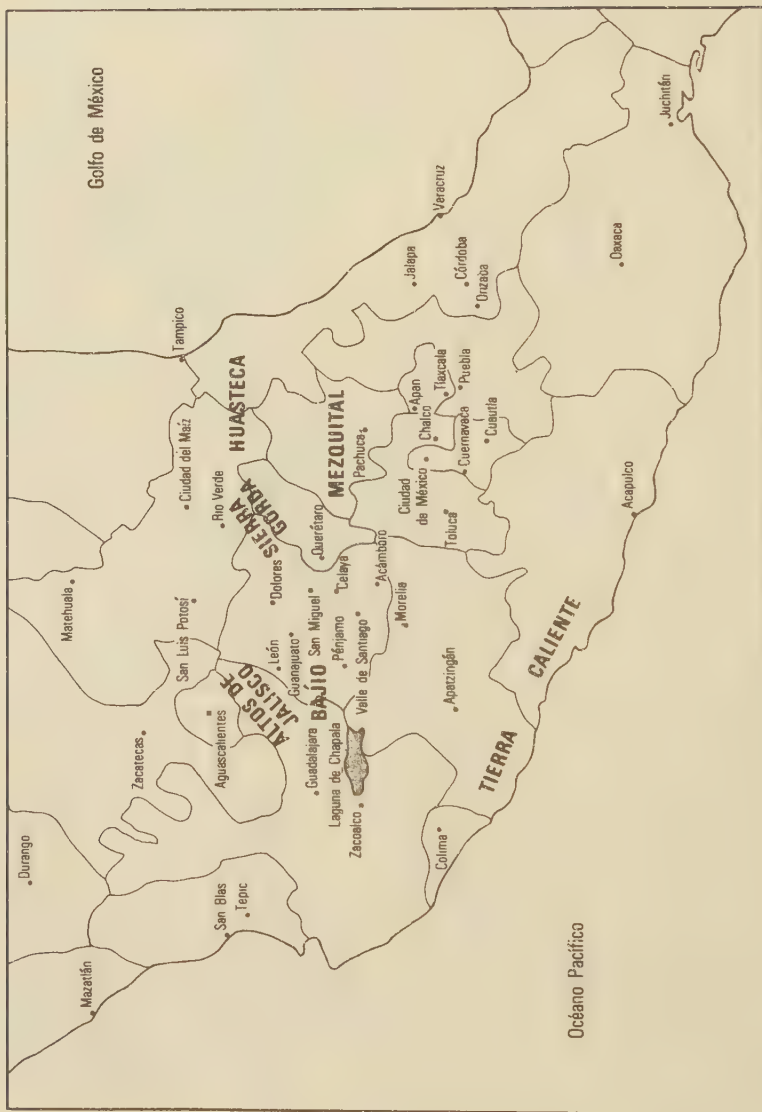 Golfo de México
Durango
Mazatlán
Matehuala
Zacatecas
San Luis Potosí
Ciudad del Maíz
Tampico
Rio Verde
HUASTECA
San Blas
Tepic
Aguascalientes
ALTOS DE
JALISCO
León
Dolores
SIERRA
GORDA
Guanajuato
San Miguel
Querétaro
BAJÍO
Guadalajara
Pénjamo
Celaya
MEZQUITAL
Pachuca
Laguna de Chapala
Valle de Santiago
Acámboro
Zacoalco
Morelia
Ciudad
de México
Apan
Chalco
Tlaxcala
Puebla
Jalapa
Veracruz
Córdoba
Orizaba
Toluca
Cuernavaca
Cuautla
Colima
Apatzingán
TIERRA
CALIENTE
Acapulco
Oaxaca
Juchitán
Océano Pacífico